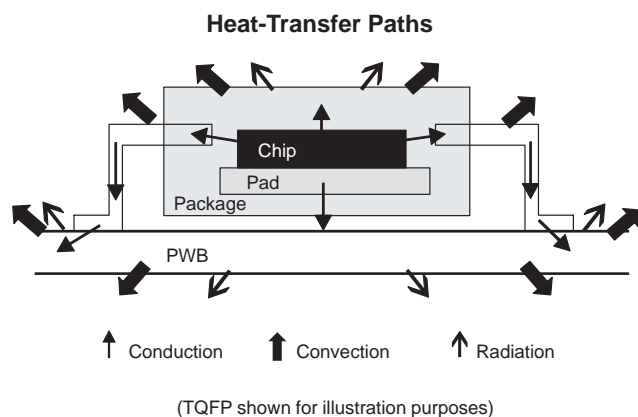 Heat-Transfer Paths
Chip
Pad
Package
PWB
Conduction
Convection
Radiation
(TQFP shown for illustration purposes)